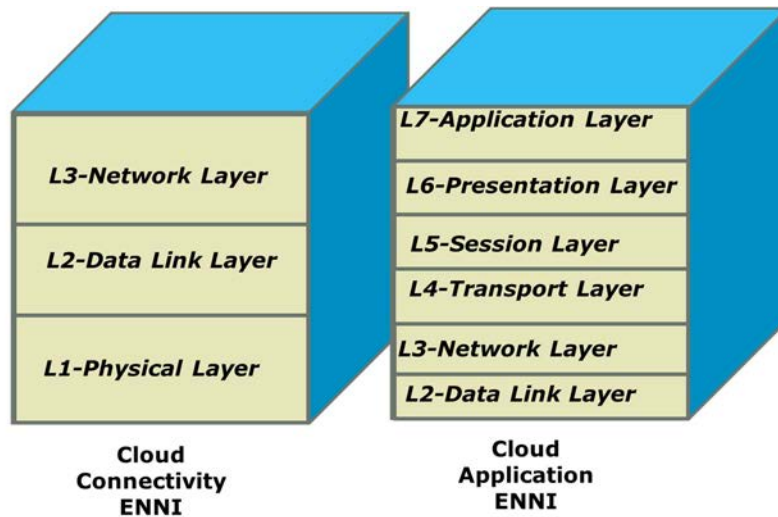 L3-Network Layer
L2-Data Link Layer
L1-Physical Layer
Cloud
Connectivity
ENNI
L7-Application Layer
L6-Presentation Layer
L5-Session Layer
L4-Transport Layer
L3-Network Layer
L2-Data Link Layer
Cloud
Application
ENNI